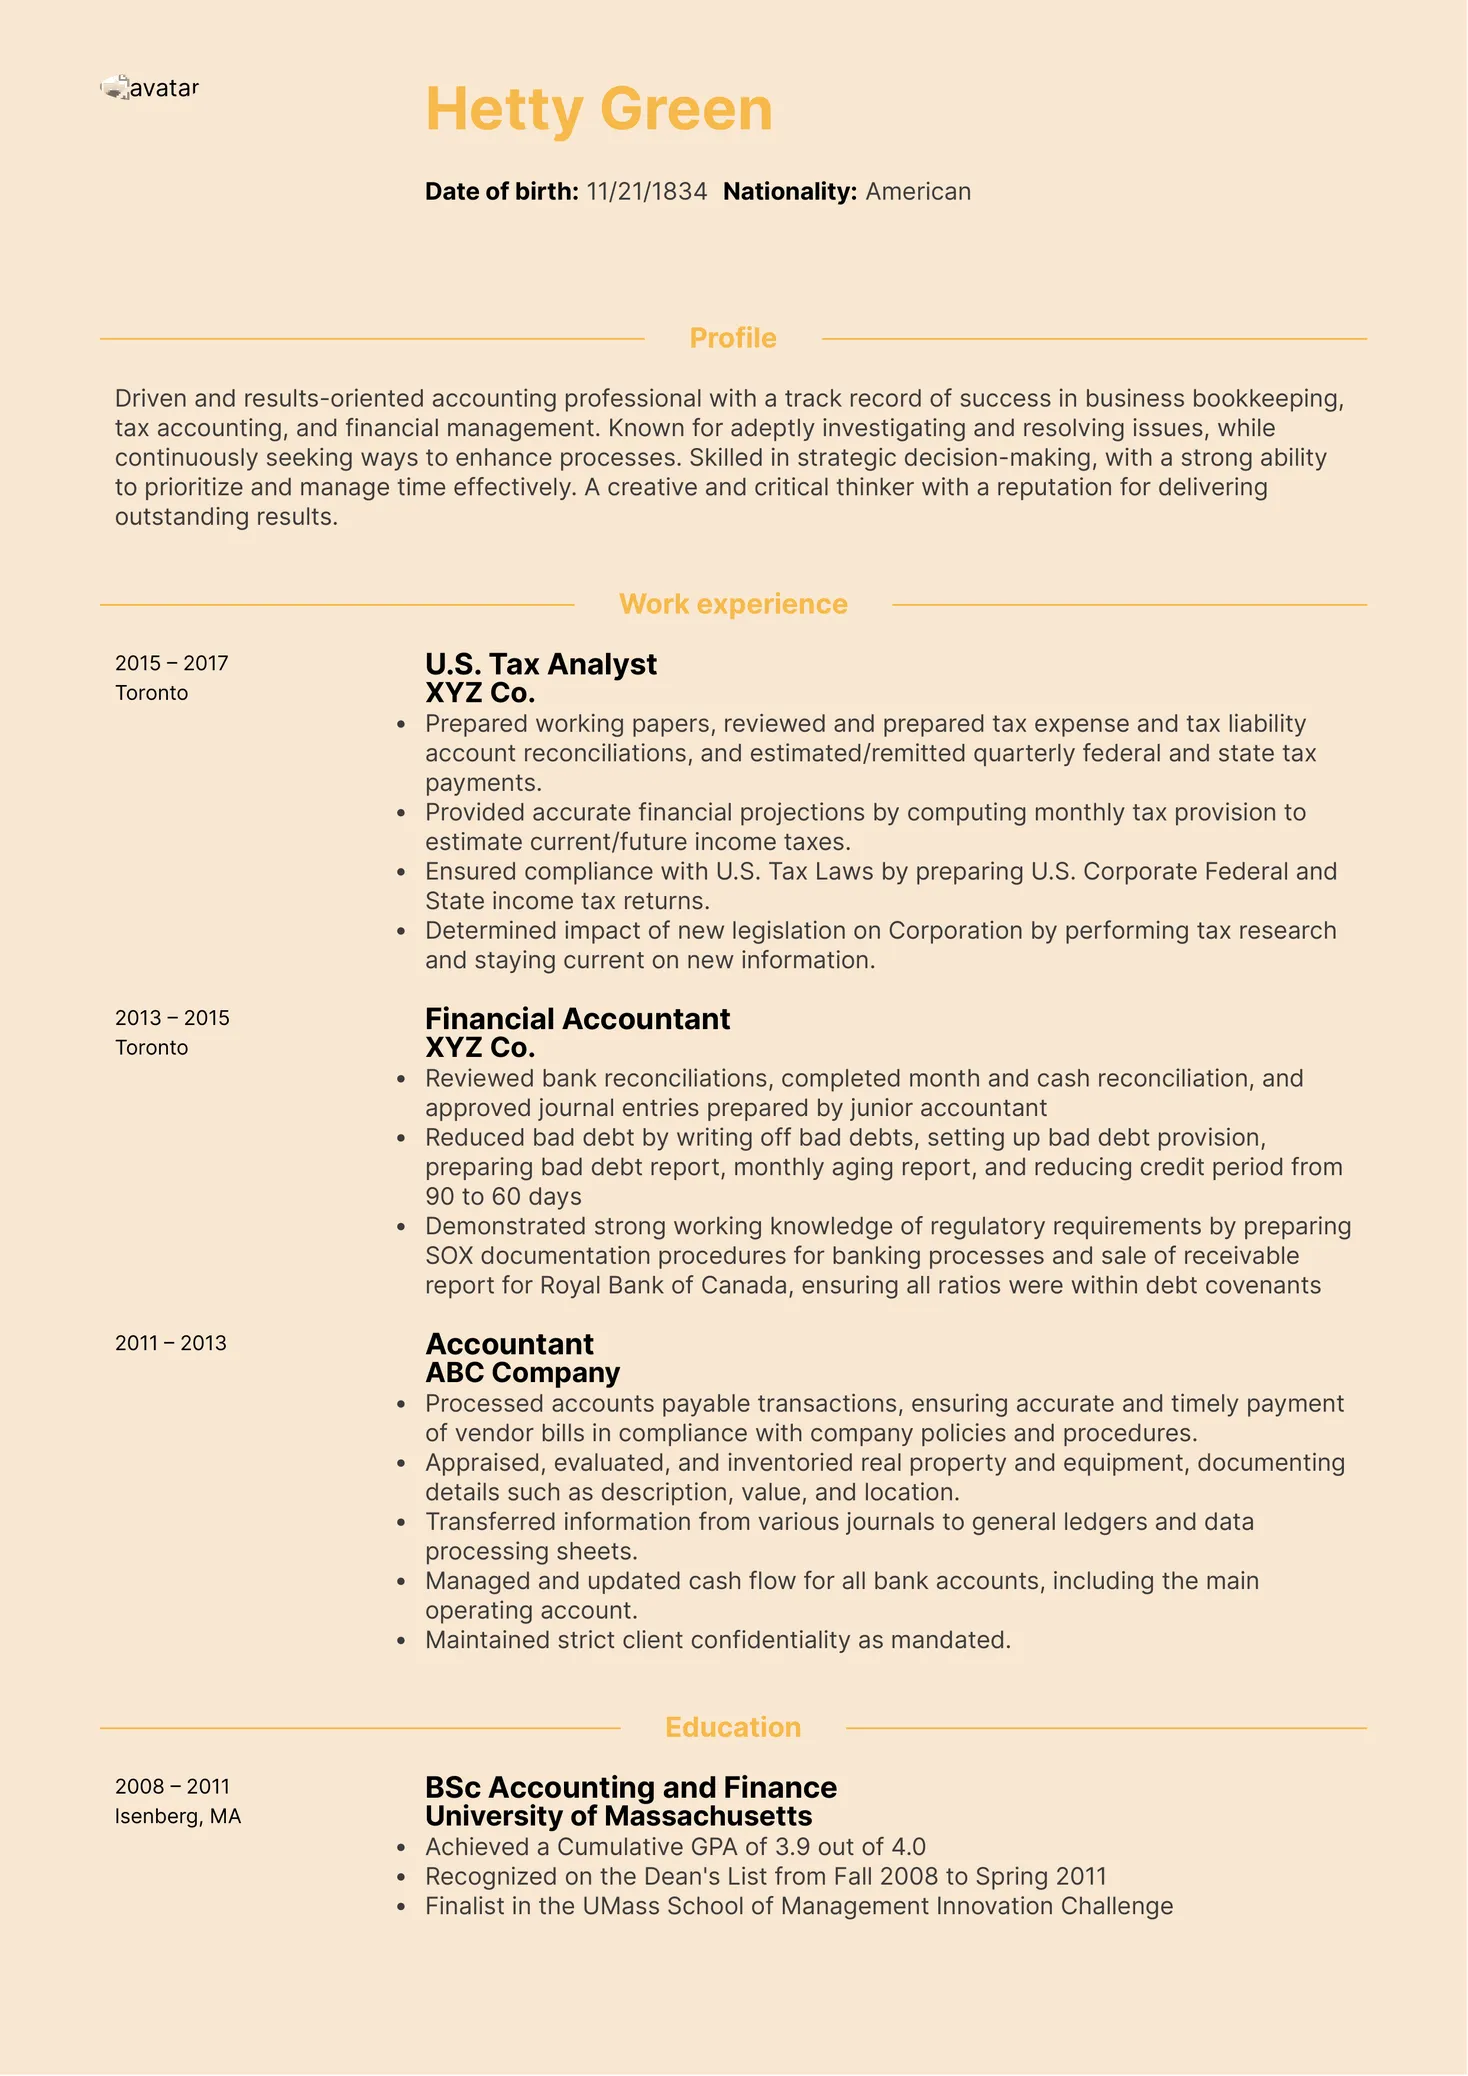 avatar
Hetty Green
Date of birth: 11/21/1834 Nationality: American
Profile
Driven and results-oriented accounting professional with a track record of success in business bookkeeping,
tax accounting, and financial management. Known for adeptly investigating and resolving issues, while
continuously seeking ways to enhance processes. Skilled in strategic decision-making, with a strong ability
to prioritize and manage time effectively. A creative and critical thinker with a reputation for delivering
outstanding results.
Work experience
2015 – 2017
Toronto
U.S. Tax Analyst
XYZ Co.
• Prepared working papers, reviewed and prepared tax expense and tax liability
account reconciliations, and estimated/remitted quarterly federal and state tax
payments.
• Provided accurate financial projections by computing monthly tax provision to
estimate current/future income taxes.
• Ensured compliance with U.S. Tax Laws by preparing U.S. Corporate Federal and
State income tax returns.
• Determined impact of new legislation on Corporation by performing tax research
and staying current on new information.
2013 – 2015
Toronto
Financial Accountant
XYZ Co.
• Reviewed bank reconciliations, completed month and cash reconciliation, and
approved journal entries prepared by junior accountant
• Reduced bad debt by writing off bad debts, setting up bad debt provision,
preparing bad debt report, monthly aging report, and reducing credit period from
90 to 60 days
• Demonstrated strong working knowledge of regulatory requirements by preparing
SOX documentation procedures for banking processes and sale of receivable
report for Royal Bank of Canada, ensuring all ratios were within debt covenants
2011 – 2013
Accountant
ABC Company
• Processed accounts payable transactions, ensuring accurate and timely payment
of vendor bills in compliance with company policies and procedures.
• Appraised, evaluated, and inventoried real property and equipment, documenting
details such as description, value, and location.
• Transferred information from various journals to general ledgers and data
processing sheets.
• Managed and updated cash flow for all bank accounts, including the main
operating account.
• Maintained strict client confidentiality as mandated.
Education
2008 – 2011
Isenberg, MA
BSc Accounting and Finance
University of Massachusetts
• Achieved a Cumulative GPA of 3.9 out of 4.0
• Recognized on the Dean's List from Fall 2008 to Spring 2011
• Finalist in the UMass School of Management Innovation Challenge